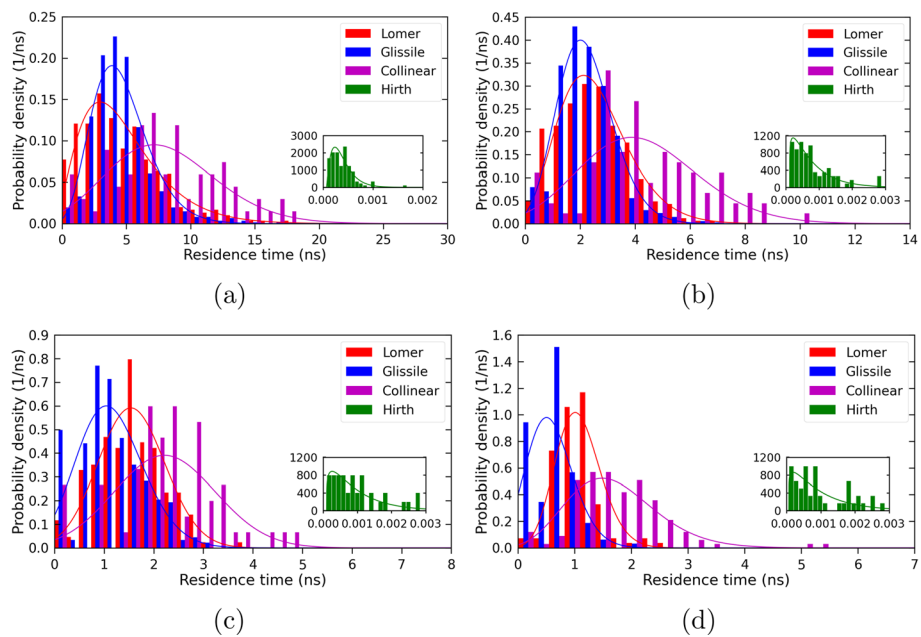 0.25
0.20
0.15
0.10
0.05
0.00
Probability density (1/ns)
Lomer
Glissile
Collinear
Hirth
3000
2000
1000
0
0.000 0.001 0.002
0 5 10 15 20 25 30
Residence time (ns)
(a)
0.45
0.40
0.35
0.30
0.25
0.20
0.15
0.10
0.05
0.00
Probability density (1/ns)
Lomer
Glissile
Collinear
Hirth
1200
800
400
0
0.000 0.001 0.002 0.003
0 2 4 6 8 10 12 14
Residence time (ns)
(b)
0.9
0.8
0.7
0.6
0.5
0.4
0.3
0.2
0.1
0.0
Probability density (1/ns)
Lomer
Glissile
Collinear
Hirth
1200
800
400
0
0.000 0.001 0.002 0.003
0 1 2 3 4 5 6 7 8
Residence time (ns)
(c)
1.6
1.4
1.2
1.0
0.8
0.6
0.4
0.2
0.0
Probability density (1/ns)
Lomer
Glissile
Collinear
Hirth
1200
800
400
0
0.000 0.001 0.002 0.003
0 1 2 3 4 5 6 7
Residence time (ns)
(d)